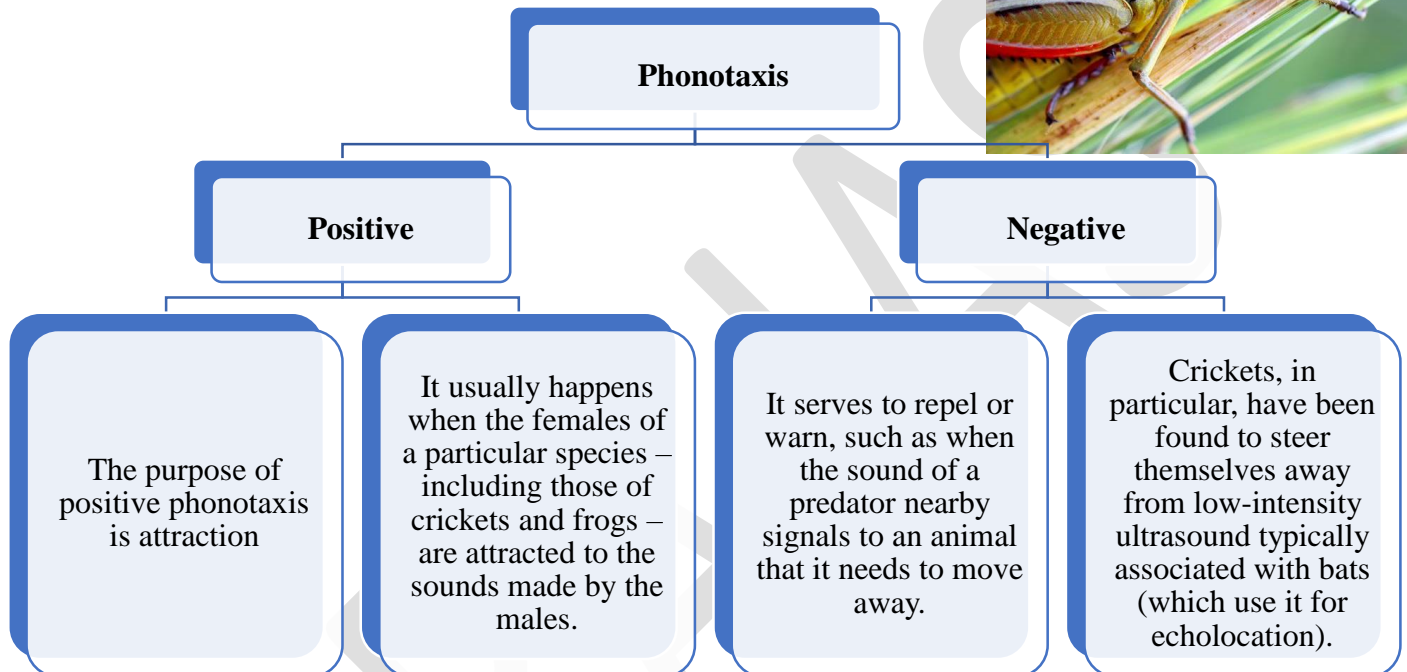 Phonotaxis
Positive
Negative
The purpose of
positive phonotaxis
is attraction
It usually happens
when the females of
a particular species –
including those of
crickets and frogs –
are attracted to the
sounds made by the
males.
It serves to repel or
warn, such as when
the sound of a
predator nearby
signals to an animal
that it needs to move
away.
Crickets, in
particular, have been
found to steer
themselves away
from low-intensity
ultrasound typically
associated with bats
(which use it for
echolocation).